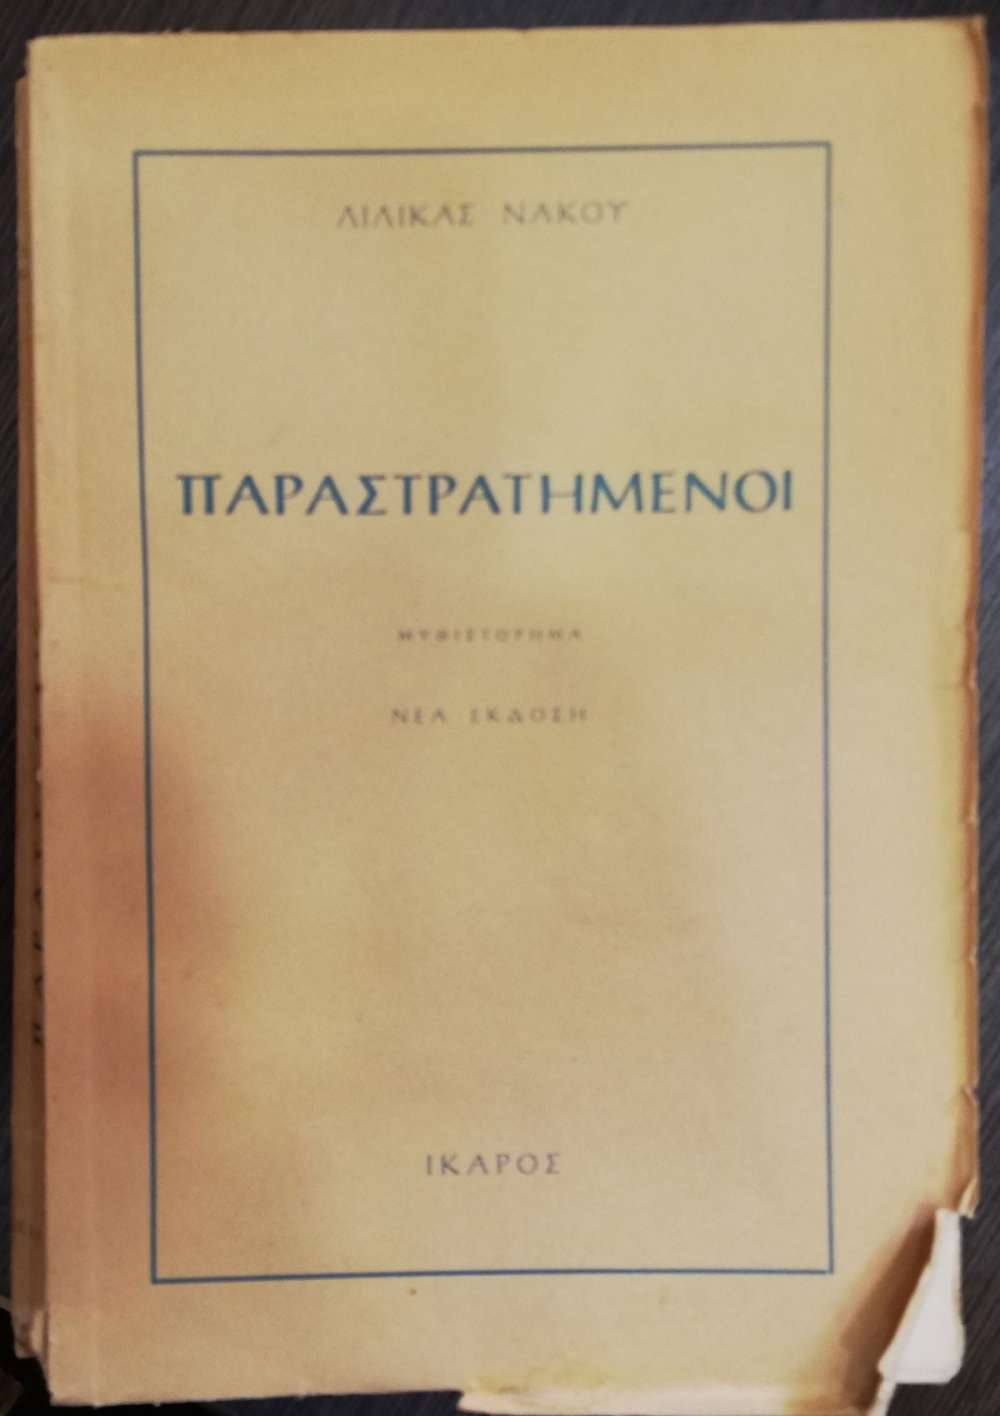 ΛΙΛΙΚΑΣ ΝΑΚΟΥ
ΠΑΡΑΣΤΡΑΤΗΜΕΝΟΙ
ΜΥΘΙΣΤΟΡΗΜΑ
ΝΕΑ ΕΚΔΟΣΗ
ΙΚΑΡΟΣ